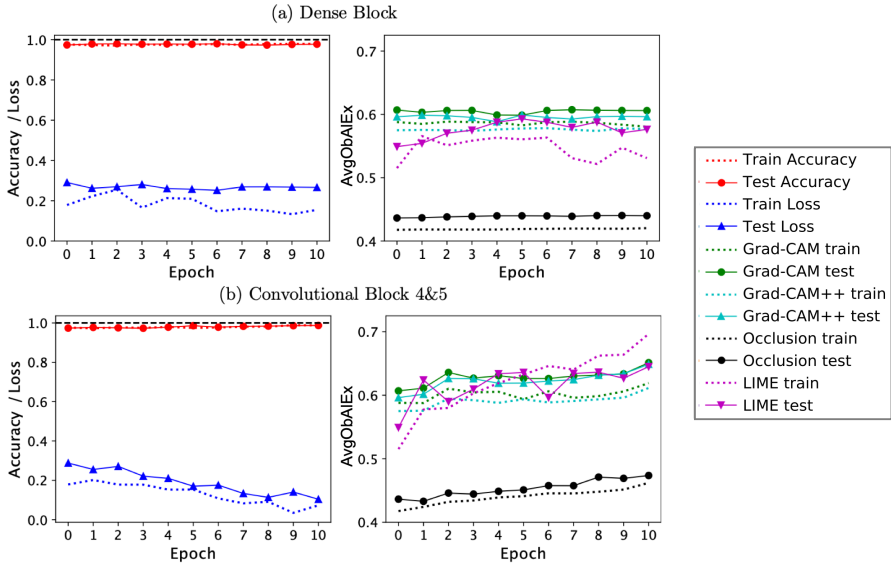 (a) Dense Block
Accuracy / Loss
1.0
0.8
0.6
0.4
0.2
0.0
0 1 2 3 4 5 6 7 8 9 10
Epoch
AvgObAlEx
0.7
0.6
0.5
0.4
0 1 2 3 4 5 6 7 8 9 10
Epoch
(b) Convolutional Block 4&5
Accuracy / Loss
1.0
0.8
0.6
0.4
0.2
0.0
0 1 2 3 4 5 6 7 8 9 10
Epoch
AvgObAlEx
0.7
0.6
0.5
0.4
0 1 2 3 4 5 6 7 8 9 10
Epoch
Train Accuracy
Test Accuracy
Train Loss
Test Loss
Grad-CAM train
Grad-CAM test
Grad-CAM++ train
Grad-CAM++ test
Occlusion train
Occlusion test
LIME train
LIME test